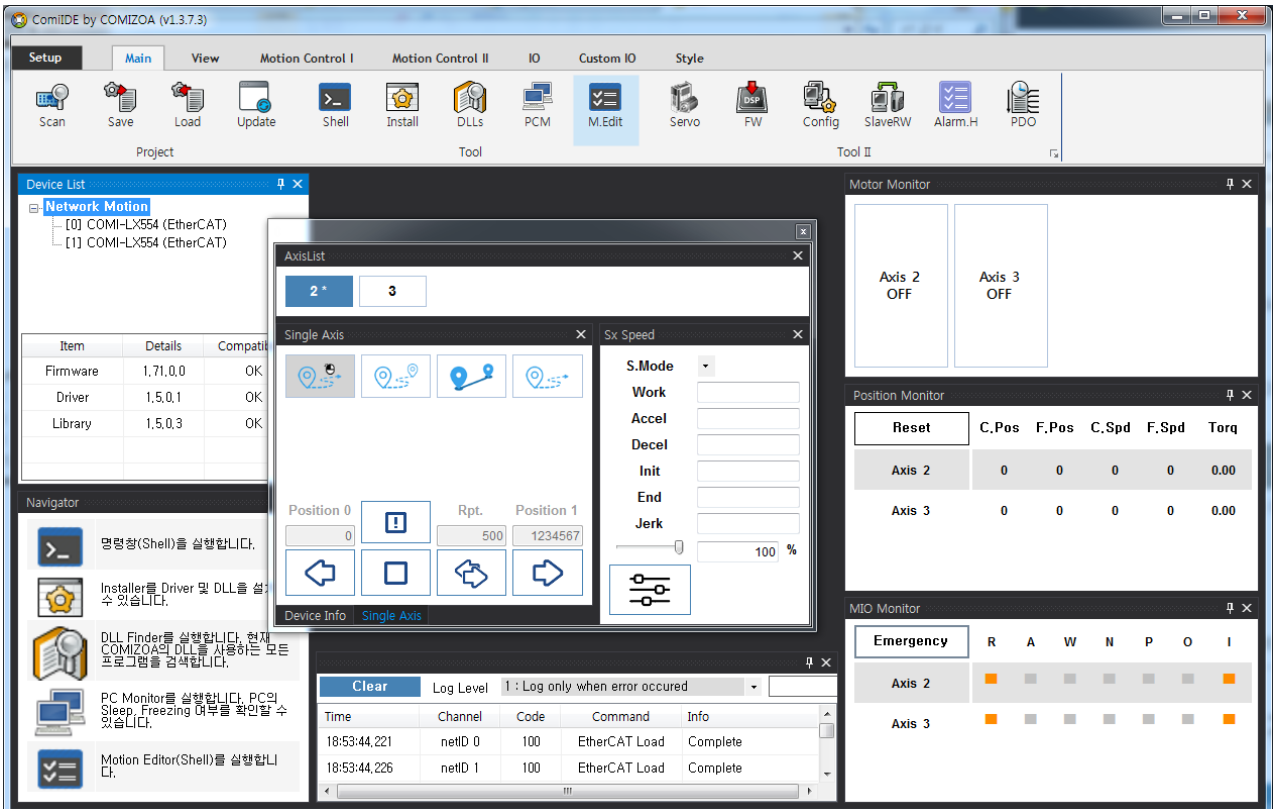 ComiIDE by COMIZOA (v1.3.7.3)
Setup Main View Motion Control I Motion Control II IO Custom IO Style
Scan Save Load Update Shell Install DLLs PCM M.Edit Servo FW Config SlaveRW Alarm.H PDO
DSP
Project Tool Tool II
Device List
Network Motion
[0] COMI-LX554 (EtherCAT)
[1] COMI-LX554 (EtherCAT)
Item Details
Firmware 1.71.0.0 OK
Driver 1.5.0.1 OK
Library 1.5.0.3 OK
Navigator
명령창(Shell)을 실행합니다.
Installer를 Driver 및 DLL을 설
수 있습니다.
DLL Finder를 실행합니다. 현재
COMIZOA의 DLL을 사용하는 모든
프로그램을 검색합니다.
PC Monitor를 실행합니다. PC의
Sleep, Freezing 여부를 확인할 수
있습니다.
Motion Editor(Shell)를 실행합니
다.
AxisList
2 * 3
Single Axis
Position 0 Rpt. Position 1
0 500 1234567
Device Info Single Axis
Sx Speed
S.Mode
Work
Accel
Decel
Init
End
Jerk
100 %
Clear Log Level 1 : Log only when error occured
Time Channel Code Command Info
18:53:44.221 netID 0 100 EtherCAT Load Complete
18:53:44.226 netID 1 100 EtherCAT Load Complete
Motor Monitor
Axis 2 Axis 3
OFF OFF
Position Monitor
Reset C.Pos F.Pos C.Spd F.Spd Torq
Axis 2 0 0 0 0 0.00
Axis 3 0 0 0 0 0.00
MIO Monitor
Emergency R A W N P O I
Axis 2
Axis 3